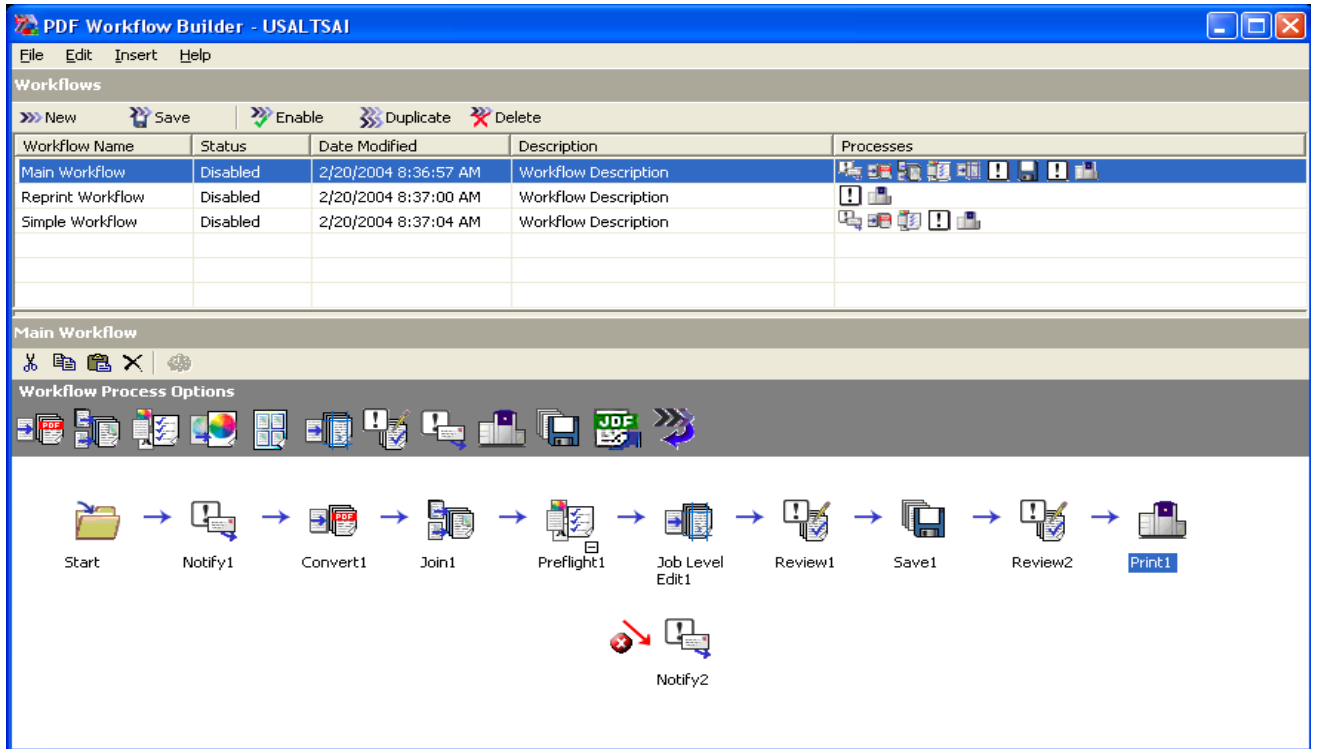 PDF Workflow Builder - USALTSAI
File Edit Insert Help
Workflows
New Save Enable Duplicate Delete
Workflow Name Status Date Modified Description Processes
Main Workflow Disabled 2/20/2004 8:36:57 AM Workflow Description
Reprint Workflow Disabled 2/20/2004 8:37:00 AM Workflow Description
Simple Workflow Disabled 2/20/2004 8:37:04 AM Workflow Description
Main Workflow
Workflow Process Options
PDF JDF
PDF
Start Notify1 Convert1 Join1 Preflight1 Job Level Review1 Save1 Review2 Print1
Edit1
Notify2